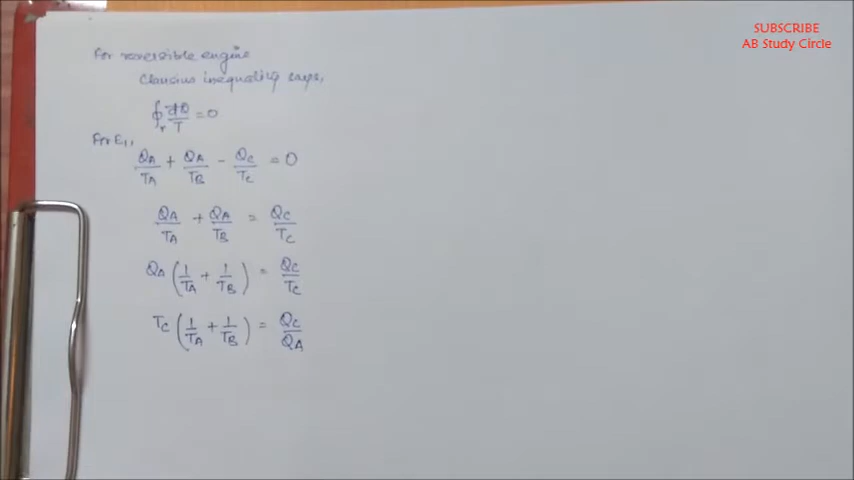 SUBSCRIBE
AB Study Circle
For reversible engine
Clausius inequality says,
∮r đQ/T = 0
For E1,
QA/TA + QA/TB - QC/TC = 0
QA/TA + QA/TB = QC/TC
QA (1/TA + 1/TB) = QC/TC
TC (1/TA + 1/TB) = QC/QA